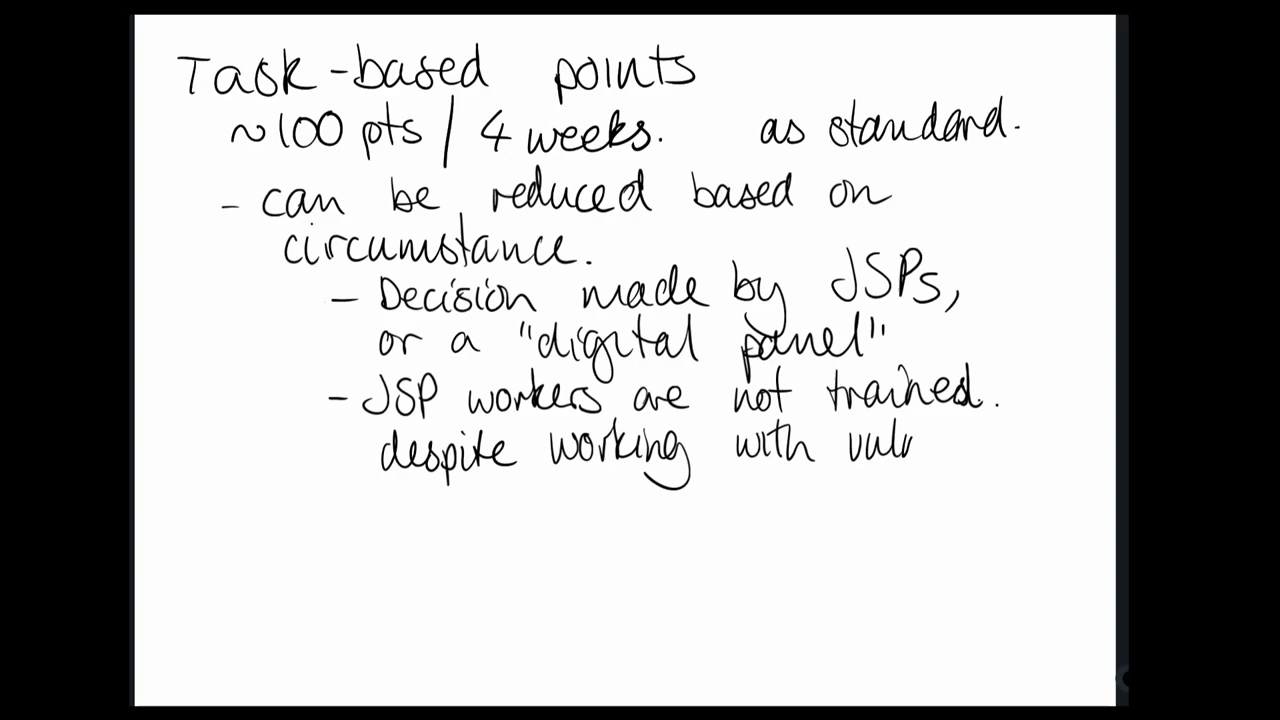 Task-based points
~100 pts / 4 weeks. as standard.
- can be reduced based on
circumstance.
- Decision made by JSPs,
or a "digital panel"
- JSP workers are not trained.
despite working with vuln